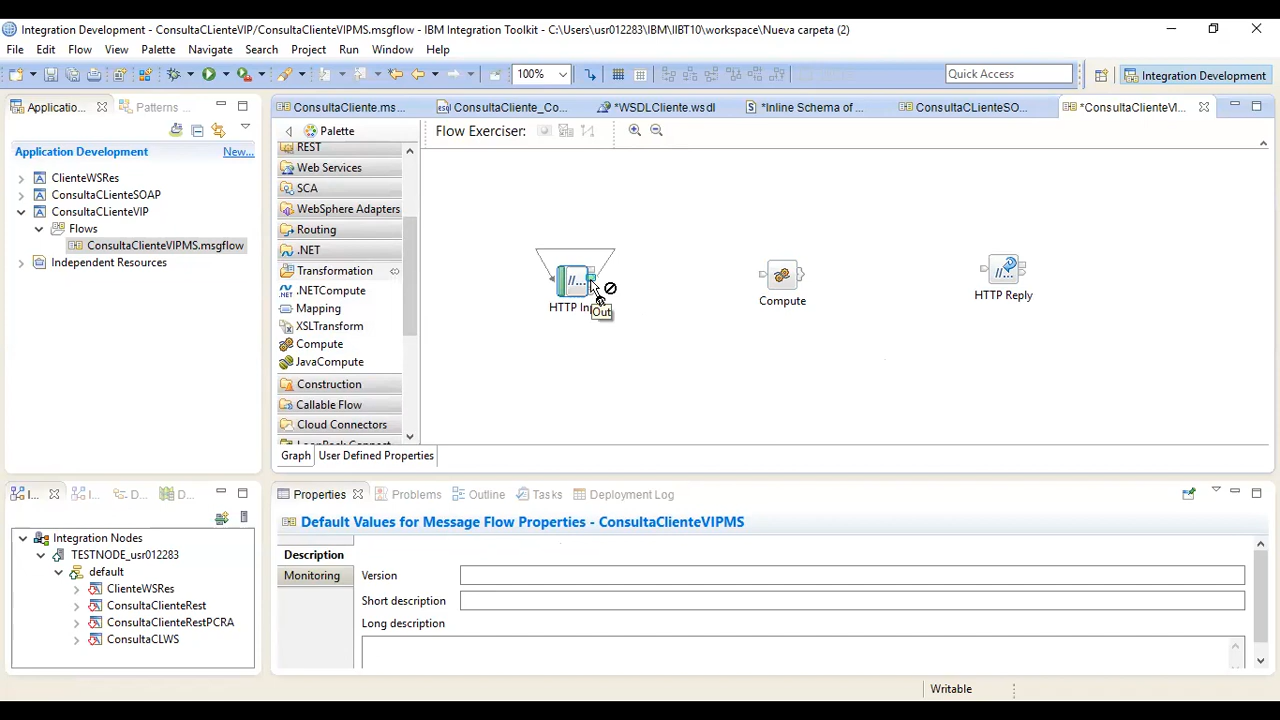 Integration Development - ConsultaCLienteVIP/ConsultaClienteVIPMS.msgflow - IBM Integration Toolkit - C:\Users\usr012283\IBM\IIBT10\workspace\Nueva carpeta (2)
File Edit Flow View Palette Navigate Search Project Run Window Help
100% Quick Access Integration Development
Applicatio... Patterns ConsultaCliente.ms... ConsultaCliente_Co... *WSDLCliente.wsdl *Inline Schema of ... ConsultaCLienteSO... *ConsultaClienteVI...
Application Development New...
ClienteWSRes
ConsultaCLienteSOAP
ConsultaCLienteVIP
Flows
ConsultaClienteVIPMS.msgflow
Independent Resources
Palette
REST
Web Services
SCA
WebSphere Adapters
Routing
.NET
Transformation
.NETCompute
Mapping
XSLTransform
Compute
JavaCompute
Construction
Callable Flow
Cloud Connectors
Flow Exerciser:
HTTP In
Out
Compute
HTTP Reply
Graph User Defined Properties
I... I... D... D...
Integration Nodes
TESTNODE_usr012283
default
ClienteWSRes
ConsultaClienteRest
ConsultaClienteRestPCRA
ConsultaCLWS
Properties Problems Outline Tasks Deployment Log
Default Values for Message Flow Properties - ConsultaClienteVIPMS
Description
Monitoring
Version
Short description
Long description
Writable